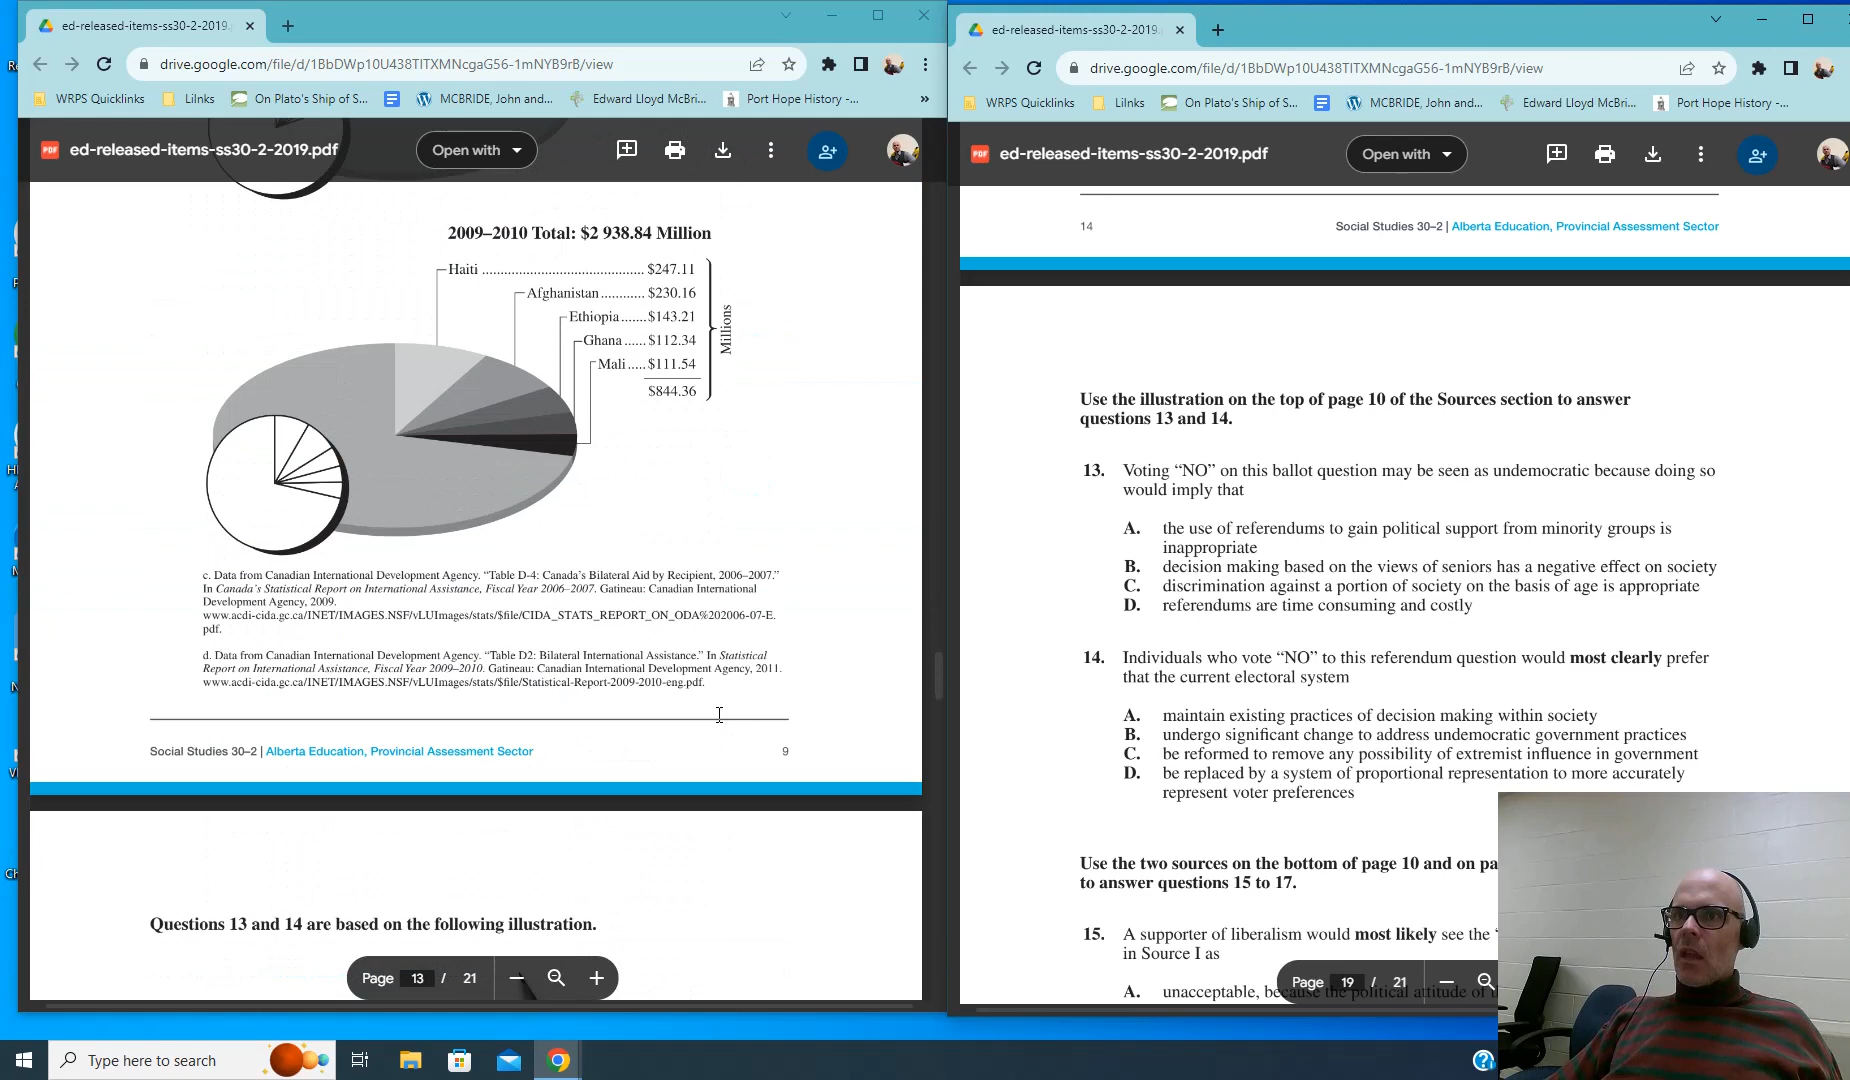 ed-released-items-ss30-2-2019.
drive.google.com/file/d/1BbDWp10U438TITXMNcgaG56-1mNYB9rB/view
WRPS Quicklinks
LiInks
On Plato's Ship of S...
MCBRIDE, John and...
Edward Lloyd McBri...
Port Hope History -...
»
PDF
ed-released-items-ss30-2-2019.pdf
Open with
2009–2010 Total: $2 938.84 Million
Haiti ............................................ $247.11
Afghanistan............ $230.16
Ethiopia.......$143.21
Ghana ...... $112.34
Mali..... $111.54
$844.36
Millions
c. Data from Canadian International Development Agency. “Table D-4: Canada’s Bilateral Aid by Recipient, 2006–2007.”
In Canada’s Statistical Report on International Assistance, Fiscal Year 2006–2007. Gatineau: Canadian International
Development Agency, 2009.
www.acdi-cida.gc.ca/INET/IMAGES.NSF/vLUImages/stats/$file/CIDA_STATS_REPORT_ON_ODA%202006-07-E.
pdf.
d. Data from Canadian International Development Agency. “Table D2: Bilateral International Assistance.” In Statistical
Report on International Assistance, Fiscal Year 2009–2010. Gatineau: Canadian International Development Agency, 2011.
www.acdi-cida.gc.ca/INET/IMAGES.NSF/vLUImages/stats/$file/Statistical-Report-2009-2010-eng.pdf.
Social Studies 30–2 | Alberta Education, Provincial Assessment Sector 9
Questions 13 and 14 are based on the following illustration.
Page 13 / 21
ed-released-items-ss30-2-2019.
drive.google.com/file/d/1BbDWp10U438TITXMNcgaG56-1mNYB9rB/view
WRPS Quicklinks
LiInks
On Plato's Ship of S...
MCBRIDE, John and...
Edward Lloyd McBri...
Port Hope History -...
PDF
ed-released-items-ss30-2-2019.pdf
Open with
14 Social Studies 30–2 | Alberta Education, Provincial Assessment Sector
Use the illustration on the top of page 10 of the Sources section to answer
questions 13 and 14.
13. Voting “NO” on this ballot question may be seen as undemocratic because doing so
would imply that
A. the use of referendums to gain political support from minority groups is
inappropriate
B. decision making based on the views of seniors has a negative effect on society
C. discrimination against a portion of society on the basis of age is appropriate
D. referendums are time consuming and costly
14. Individuals who vote “NO” to this referendum question would most clearly prefer
that the current electoral system
A. maintain existing practices of decision making within society
B. undergo significant change to address undemocratic government practices
C. be reformed to remove any possibility of extremist influence in government
D. be replaced by a system of proportional representation to more accurately
represent voter preferences
Use the two sources on the bottom of page 10 and on pa
to answer questions 15 to 17.
15. A supporter of liberalism would most likely see the “
in Source I as
A. unacceptable, because the political attitude of
Page 19 / 21
Type here to search